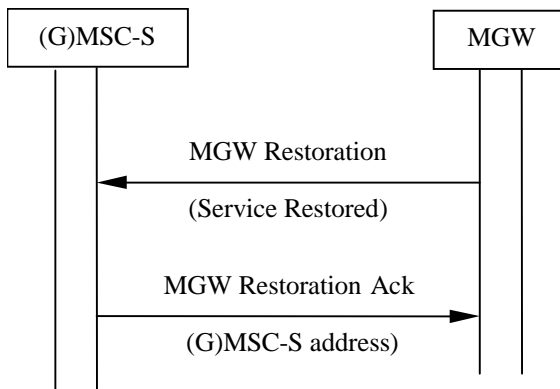 (G)MSC-S
MGW
MGW Restoration
(Service Restored)
MGW Restoration Ack
(G)MSC-S address)